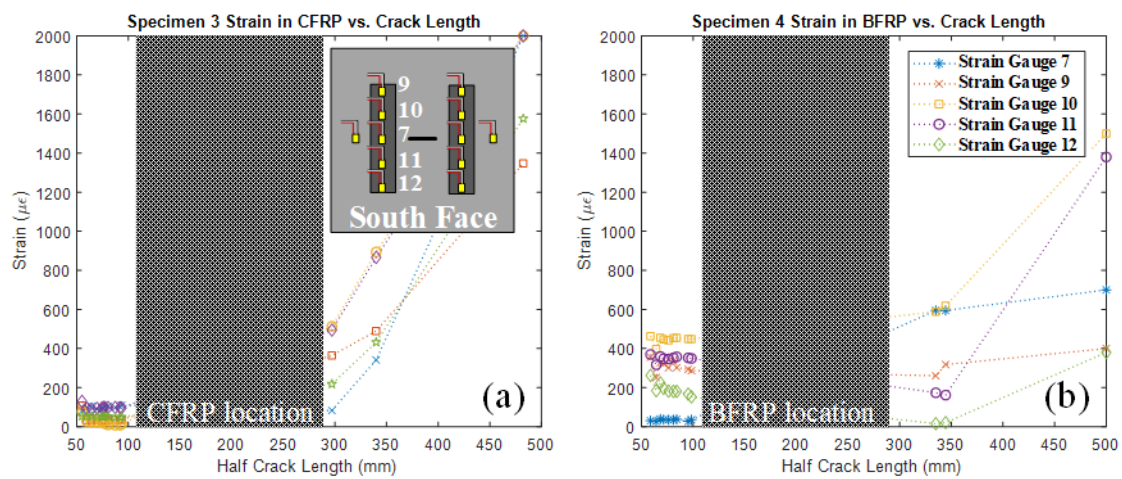 Specimen 3 Strain in CFRP vs. Crack Length
2000
1800
1600
1400
1200
1000
800
600
400
200
0
Strain (με)
9
10
7
11
12
South Face
(a)
CFRP location
50 100 150 200 250 300 350 400 450 500
Half Crack Length (mm)
Specimen 4 Strain in BFRP vs. Crack Length
2000
1800
1600
1400
1200
1000
800
600
400
200
0
Strain (με)
Strain Gauge 7
Strain Gauge 9
Strain Gauge 10
Strain Gauge 11
Strain Gauge 12
(b)
BFRP location
50 100 150 200 250 300 350 400 450 500
Half Crack Length (mm)